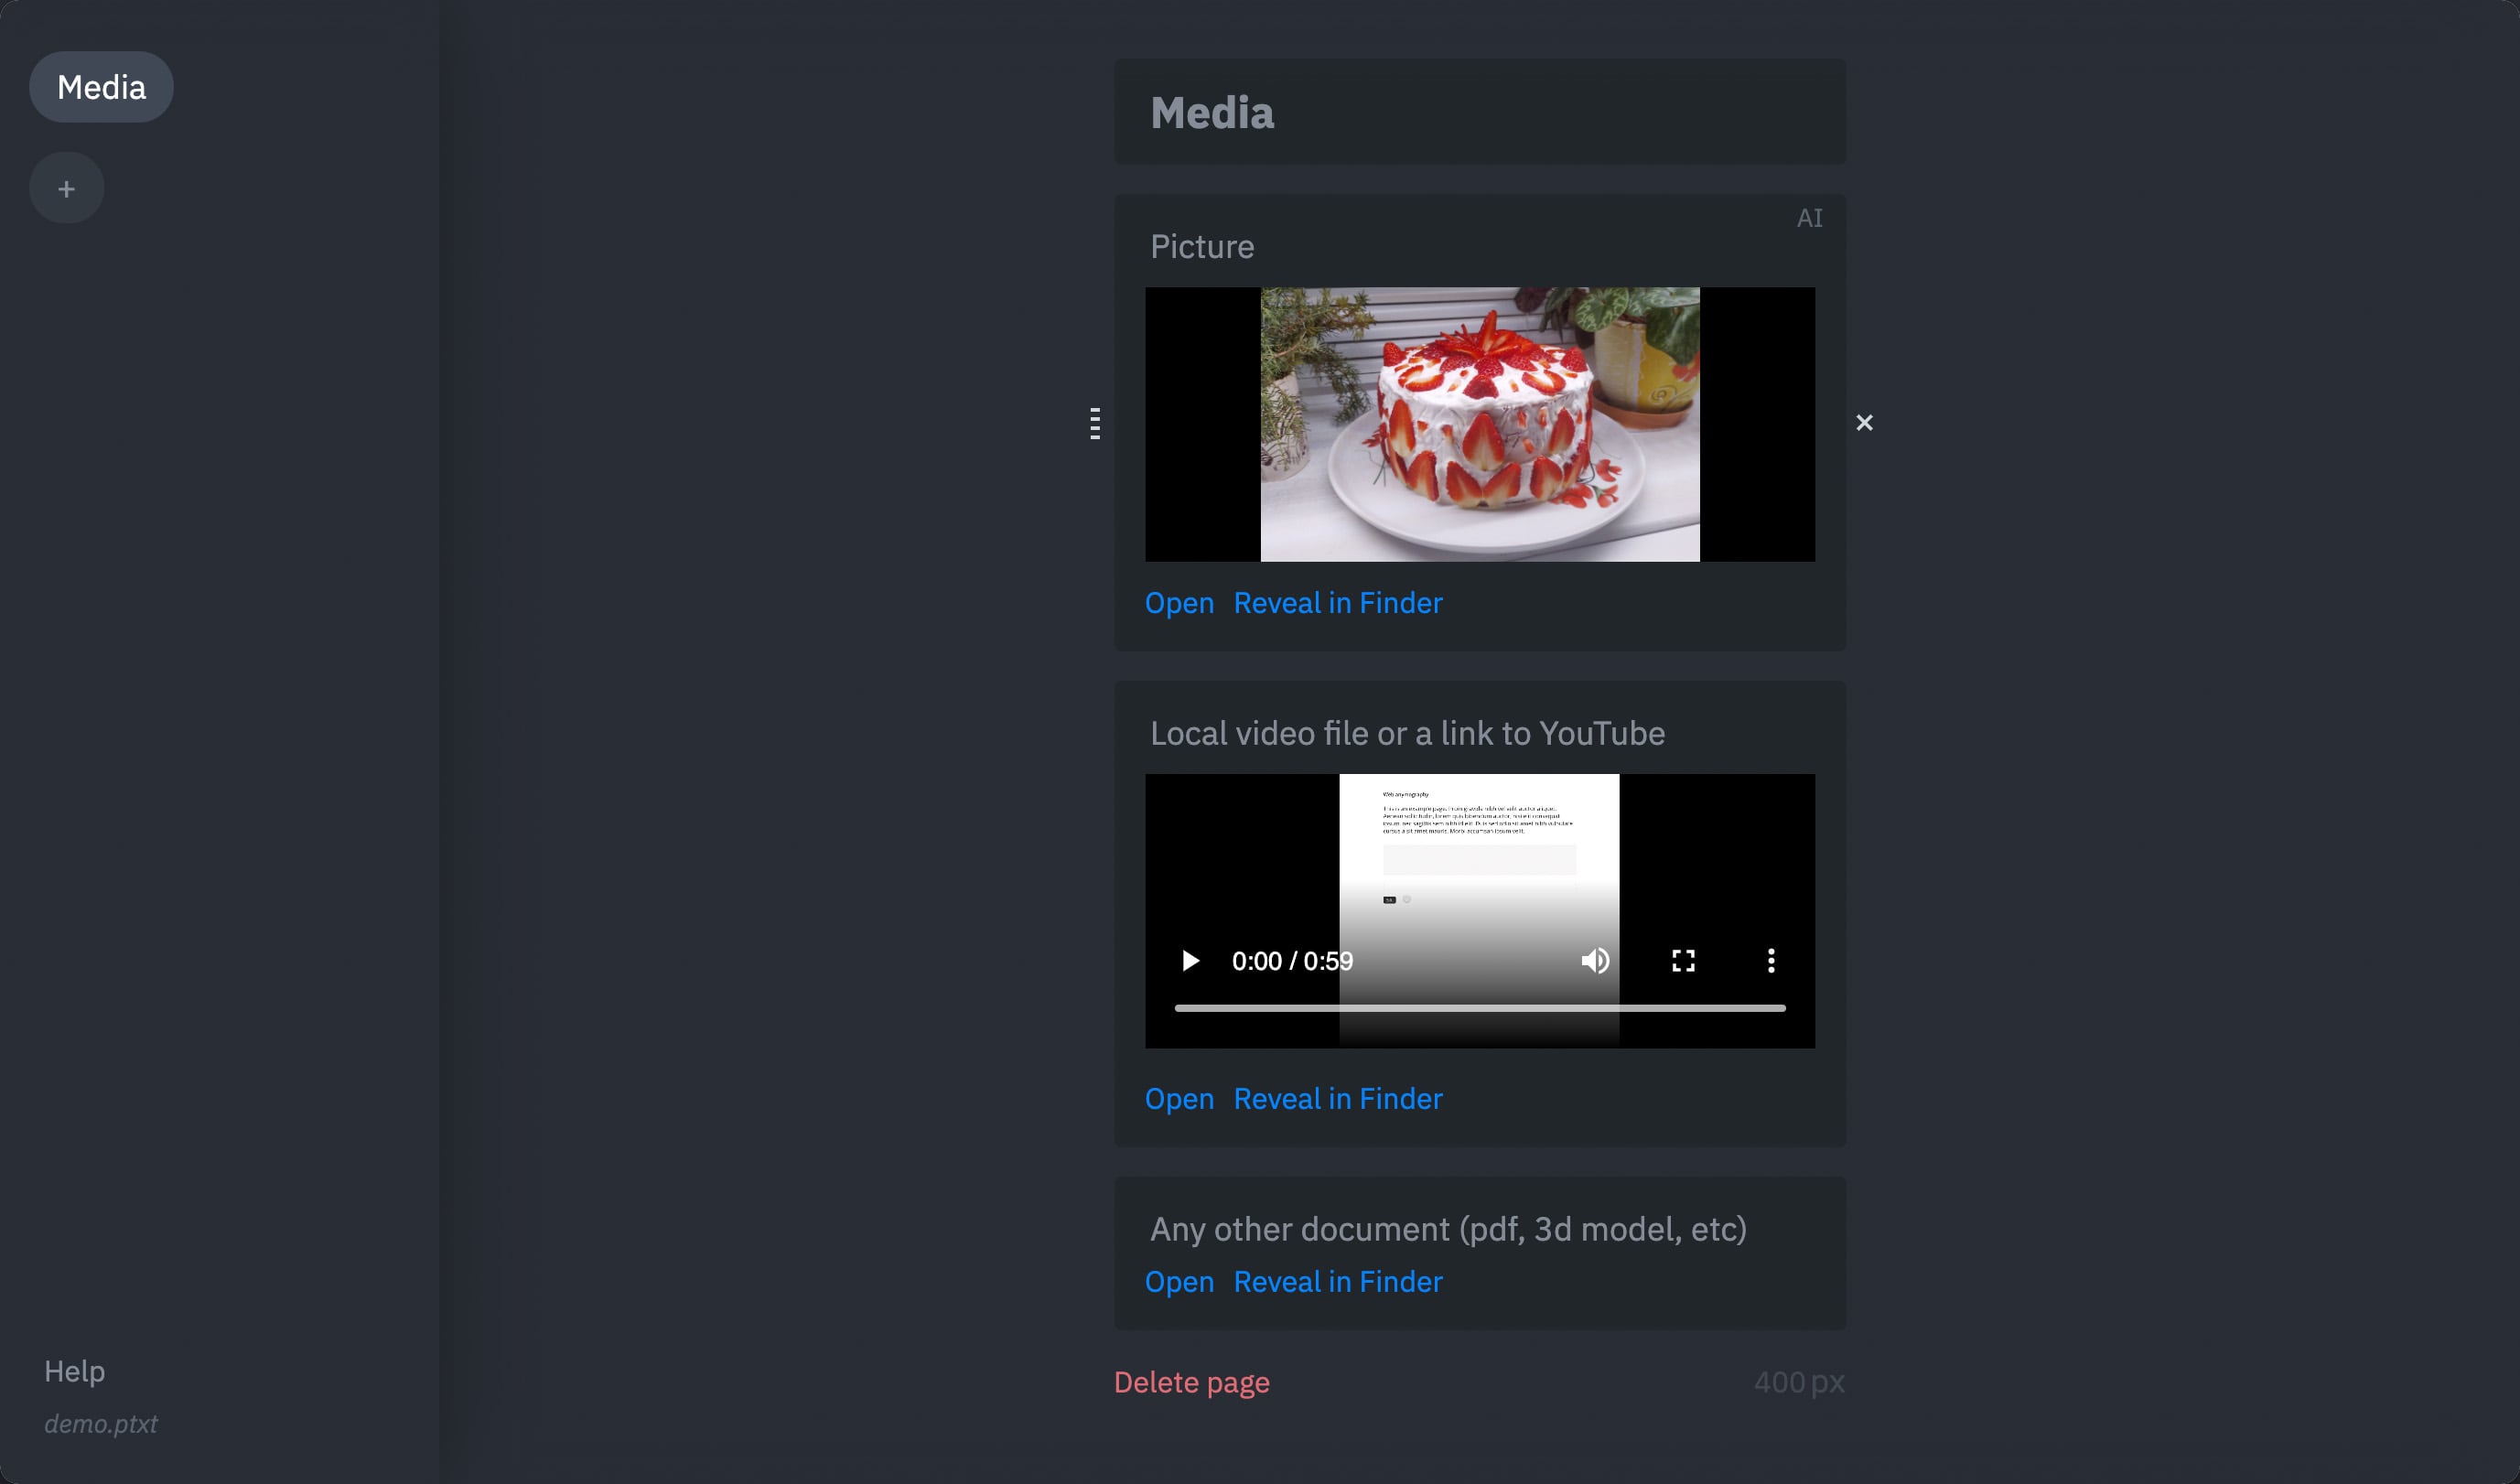 Media
+
Help
demo.ptxt
Media
AI
Picture
Open Reveal in Finder
Local video file or a link to YouTube
Web anymography
0:00 / 0:59
Open Reveal in Finder
Any other document (pdf, 3d model, etc)
Open Reveal in Finder
Delete page
400 px